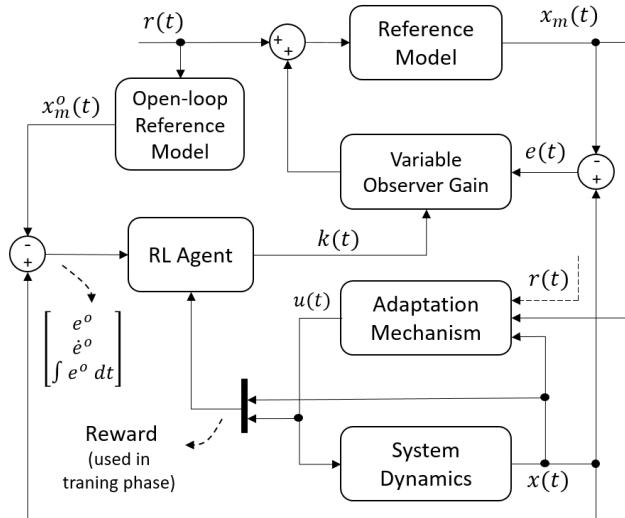 r(t)
+
+
Reference
Model
x_m(t)
Open-loop
Reference
Model
x_m^o(t)
Variable
Observer Gain
e(t)
-
+
-
+
RL Agent
k(t)
e^o
ė^o
∫ e^o dt
u(t)
Adaptation
Mechanism
r(t)
Reward
(used in
traning phase)
System
Dynamics
x(t)